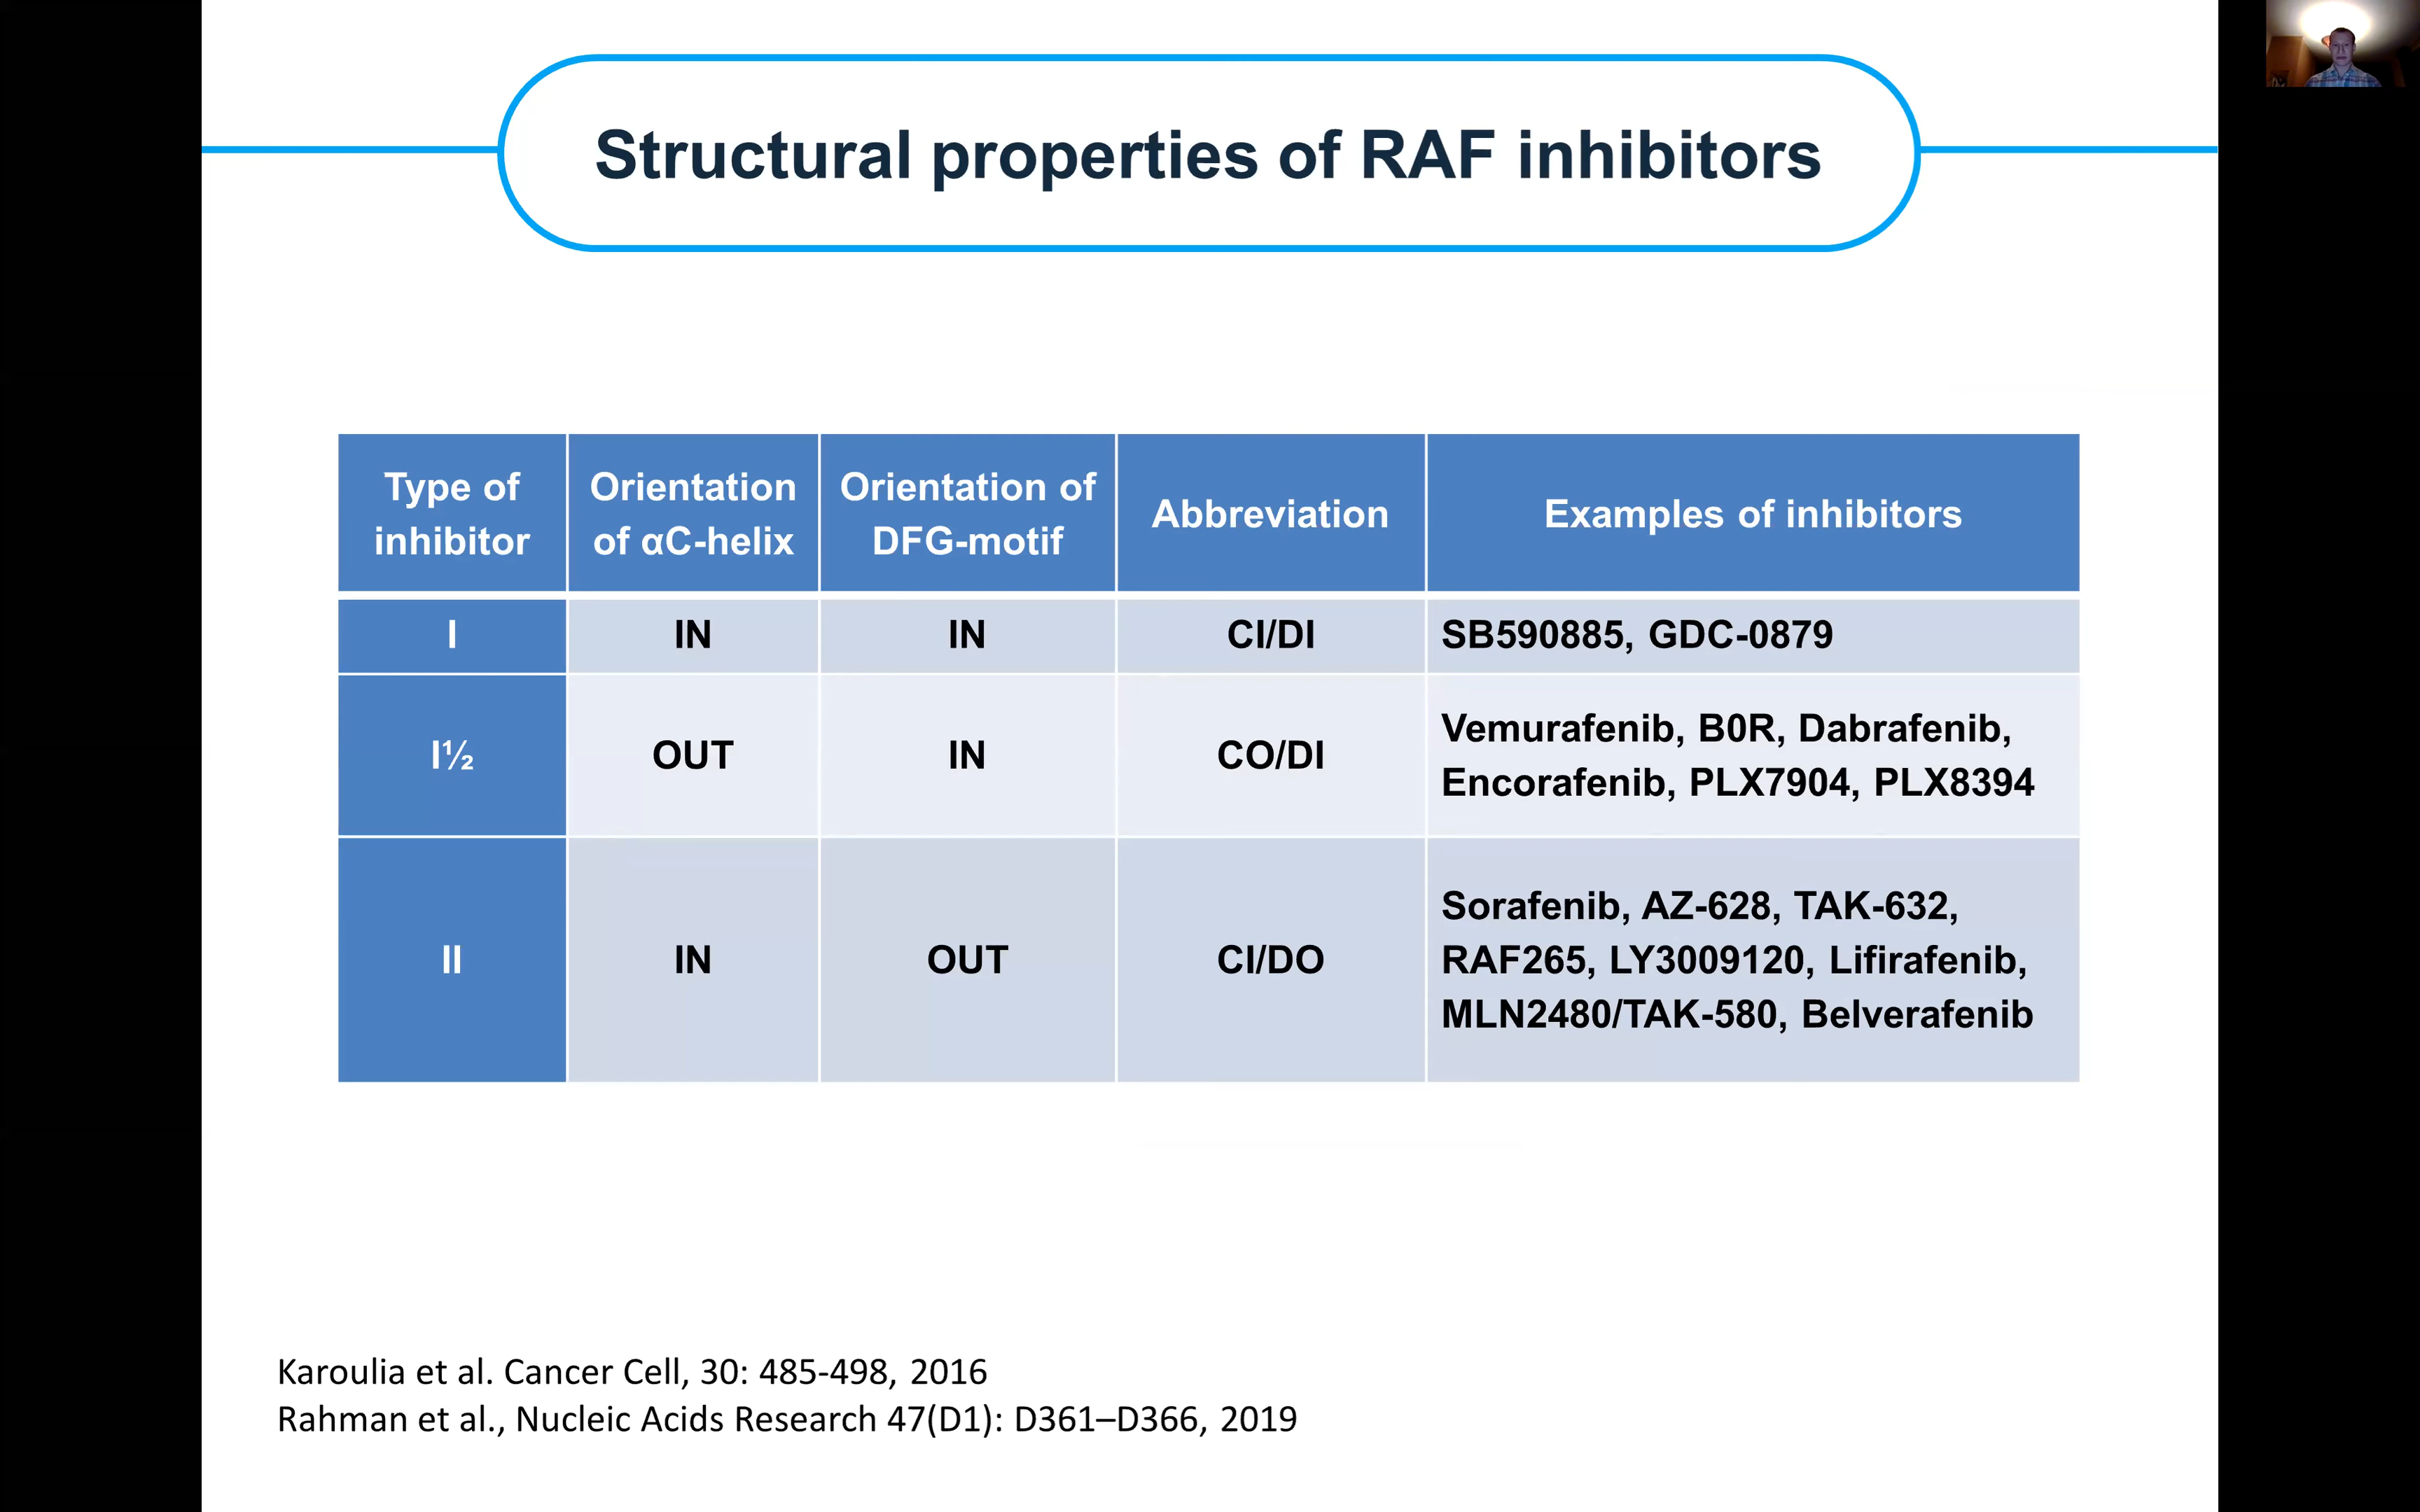 Structural properties of RAF inhibitors
Type of inhibitor
Orientation of αC-helix
Orientation of DFG-motif
Abbreviation
Examples of inhibitors
I
IN
IN
CI/DI
SB590885, GDC-0879
I½
OUT
IN
CO/DI
Vemurafenib, B0R, Dabrafenib,
Encorafenib, PLX7904, PLX8394
II
IN
OUT
CI/DO
Sorafenib, AZ-628, TAK-632,
RAF265, LY3009120, Lifirafenib,
MLN2480/TAK-580, Belverafenib
Karoulia et al. Cancer Cell, 30: 485-498, 2016
Rahman et al., Nucleic Acids Research 47(D1): D361–D366, 2019